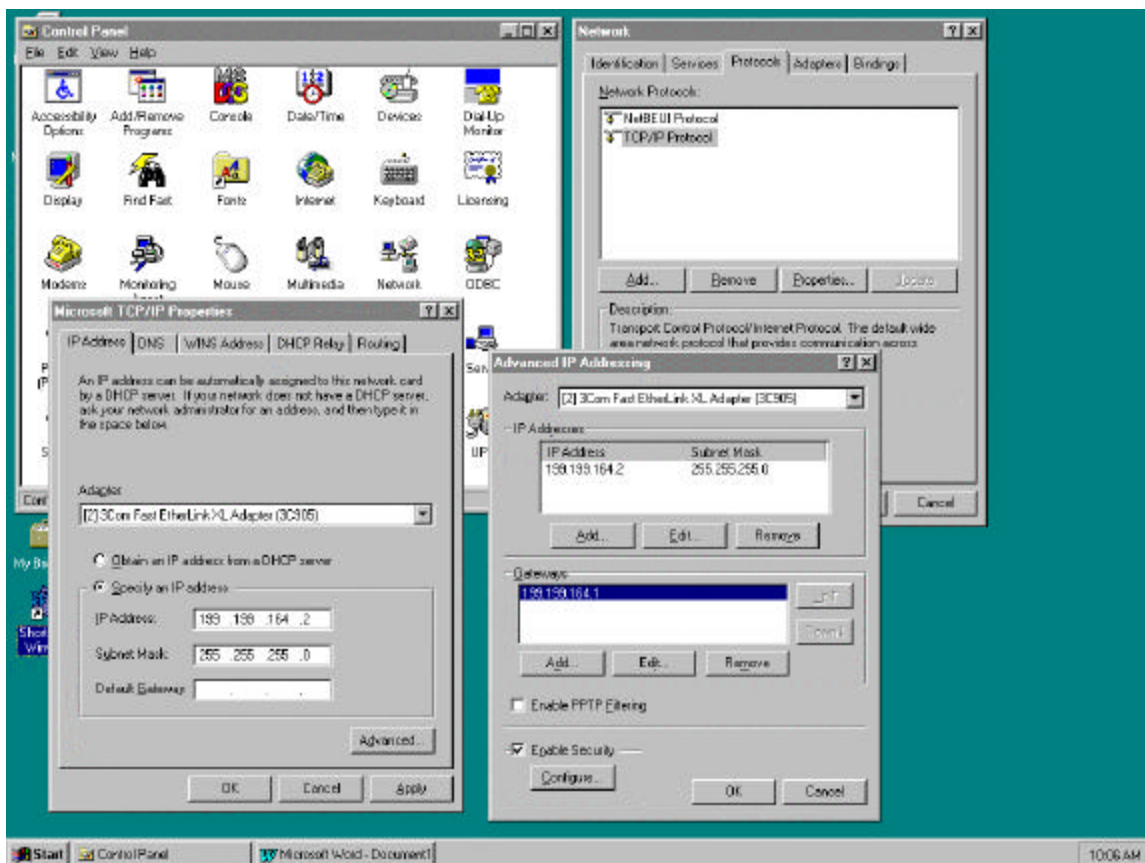 Control Panel
File Edit View Help
Accessibility Options
Add/Remove Programs
Console
Date/Time
Devices
Dial-Up Monitor
Display
Find Fast
Fonts
Internet
Keyboard
Licensing
Modems
Monitoring
Mouse
Multimedia
Network
ODBC
UP
My
Network
Identification Services Protocols Adapters Bindings
Network Protocols:
NetBEUI Protocol
TCP/IP Protocol
Add... Remove Properties... Update
Description:
Transport Control Protocol/Internet Protocol. The default wide
area network protocol that provides communication across
Cancel
Microsoft TCP/IP Properties
IP Address DNS WINS Address DHCP Relay Routing
An IP address can be automatically assigned to this network card
by a DHCP server. If your network does not have a DHCP server,
ask your network administrator for an address, and then type it in
the space below.
Adapter:
[2] 3Com Fast EtherLink XL Adapter (3C905)
Obtain an IP address from a DHCP server
Specify an IP address
IP Address: 199 .199 .164 .2
Subnet Mask: 255 .255 .255 .0
Default Gateway: . . .
Advanced...
OK Cancel Apply
Advanced IP Addressing
Adapter: [2] 3Com Fast EtherLink XL Adapter (3C905)
IP Addresses
IP Address Subnet Mask
199.199.164.2 255.255.255.0
Add... Edit... Remove
Gateways
199.199.164.1
Add... Edit... Remove
Enable PPTP Filtering
Enable Security
Configure...
OK Cancel
Start Control Panel Microsoft Word - Document1 10:06 AM